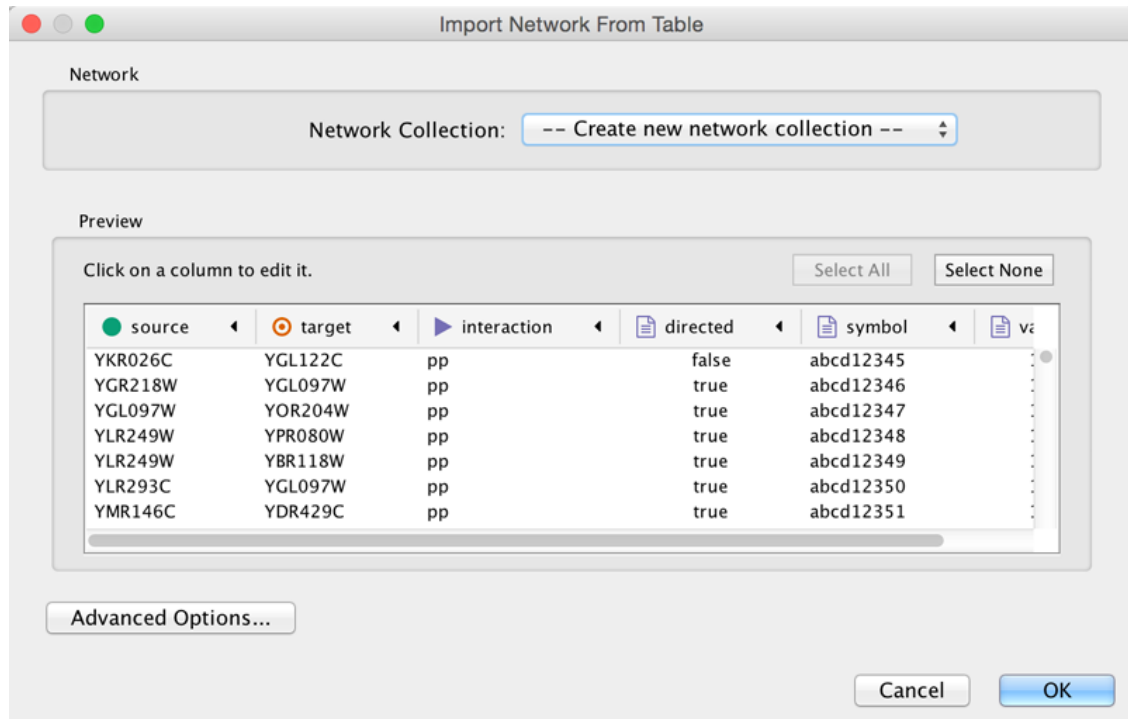 Import Network From Table
Network
Network Collection: -- Create new network collection --
Preview
Click on a column to edit it. Select All Select None
source target interaction directed symbol
YKR026C YGL122C pp false abcd12345
YGR218W YGL097W pp true abcd12346
YGL097W YOR204W pp true abcd12347
YLR249W YPR080W pp true abcd12348
YLR249W YBR118W pp true abcd12349
YLR293C YGL097W pp true abcd12350
YMR146C YDR429C pp true abcd12351
Advanced Options...
Cancel OK